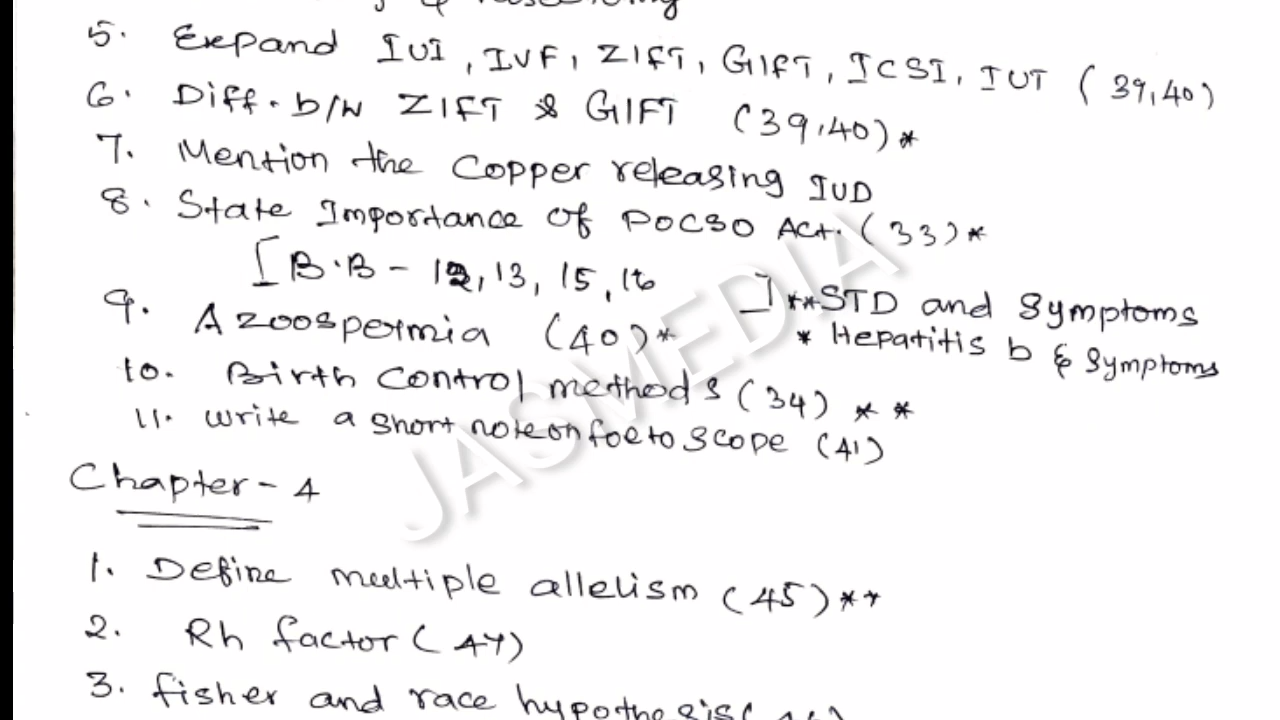 5. Expand IUI, IVF, ZIFT, GIFT, ICSI, IUT (39,40)
6. Diff. b/w ZIFT & GIFT (39,40)*
7. Mention the Copper releasing IUD
8. State Importance of POCSO Act. (33)*
[B.B - 12, 13, 15, 16 ] **STD and Symptoms
9. Azoospermia (40)* * Hepatitis b & Symptoms
10. Birth control methods (34) **
11. Write a short note on foetoscope (41)
JASMEDIA
Chapter - 4
1. Define multiple allelism (45)**
2. Rh factor (47)
3. fisher and race hypothesis(